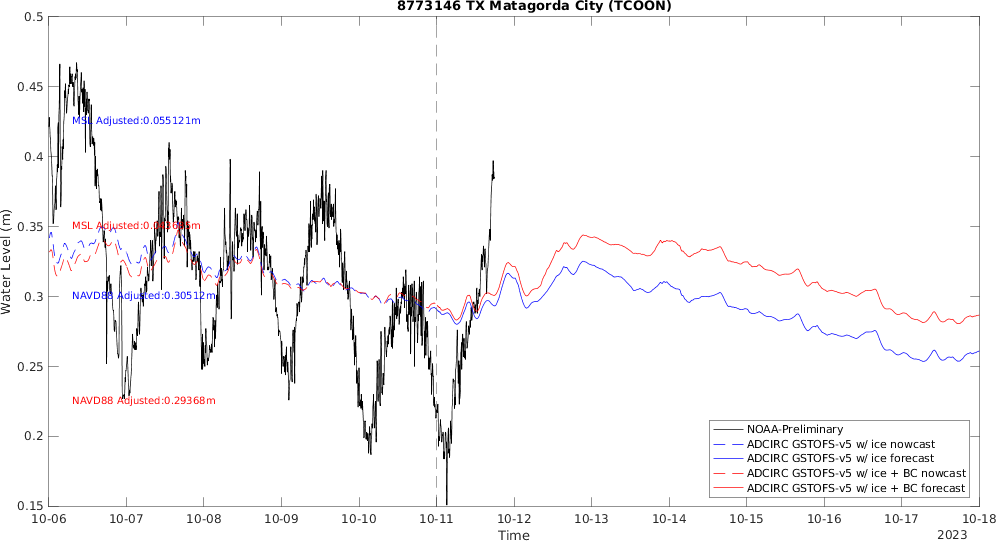 8773146 TX Matagorda City (TCOON)
0.5
0.45
MSL Adjusted:0.055121m
0.4
0.35
MSL Adjusted:
0.3
NAVD88 Adjusted:0.30512m
0.25
NAVD88 Adjusted:0.29368m
0.2
0.15
Water Level (m)
NOAA-Preliminary
ADCIRC GSTOFS-v5 w/ ice nowcast
ADCIRC GSTOFS-v5 w/ ice forecast
ADCIRC GSTOFS-v5 w/ ice + BC nowcast
ADCIRC GSTOFS-v5 w/ ice + BC forecast
10-06 10-07 10-08 10-09 10-10 10-11 10-12 10-13 10-14 10-15 10-16 10-17 10-18
Time
2023